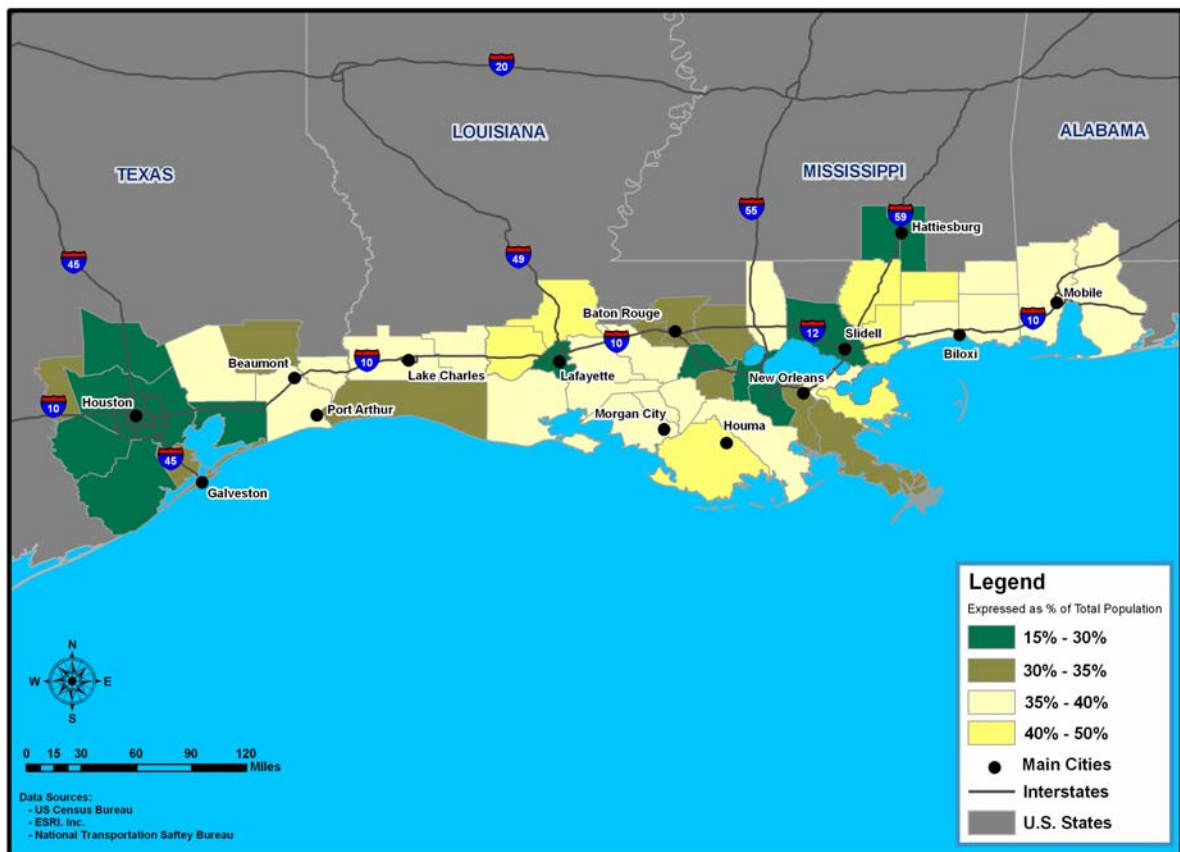 20
LOUISIANA
ALABAMA
TEXAS
MISSISSIPPI
55
59
Hattiesburg
45
49
Mobile
Baton Rouge
10
12
Slidell
10
Beaumont
10
Biloxi
Lake Charles
Lafayette
New Orleans
10
Houston
Port Arthur
Morgan City
Houma
45
Galveston
N
W E
S
0 15 30 60 90 120
Miles
Data Sources:
- US Census Bureau
- ESRI. Inc.
- National Transportation Saftey Bureau
Legend
Expressed as % of Total Population
15% - 30%
30% - 35%
35% - 40%
40% - 50%
Main Cities
Interstates
U.S. States